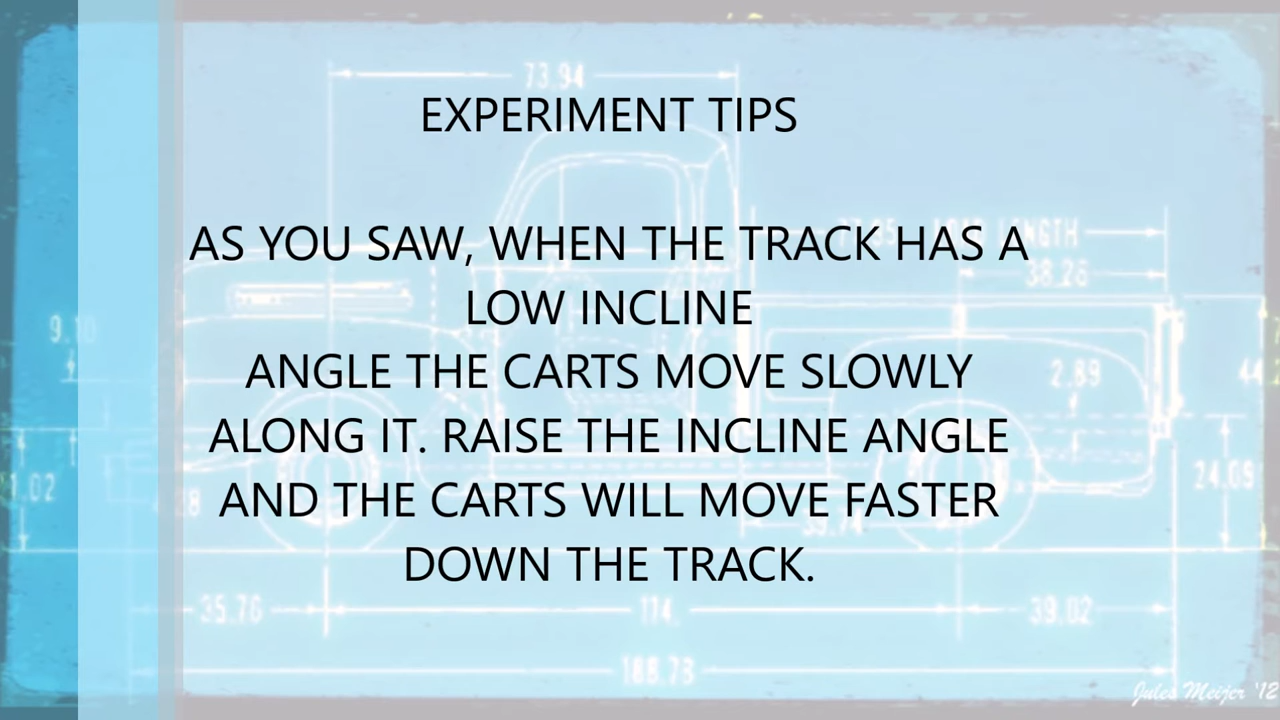 73.94
EXPERIMENT TIPS
AS YOU SAW, WHEN THE TRACK HAS A
LOW INCLINE
ANGLE THE CARTS MOVE SLOWLY
ALONG IT. RAISE THE INCLINE ANGLE
AND THE CARTS WILL MOVE FASTER
DOWN THE TRACK.
38.26
2.89
44
24.05
35.76
114.
39.02
188.73
Jules Meijer '12